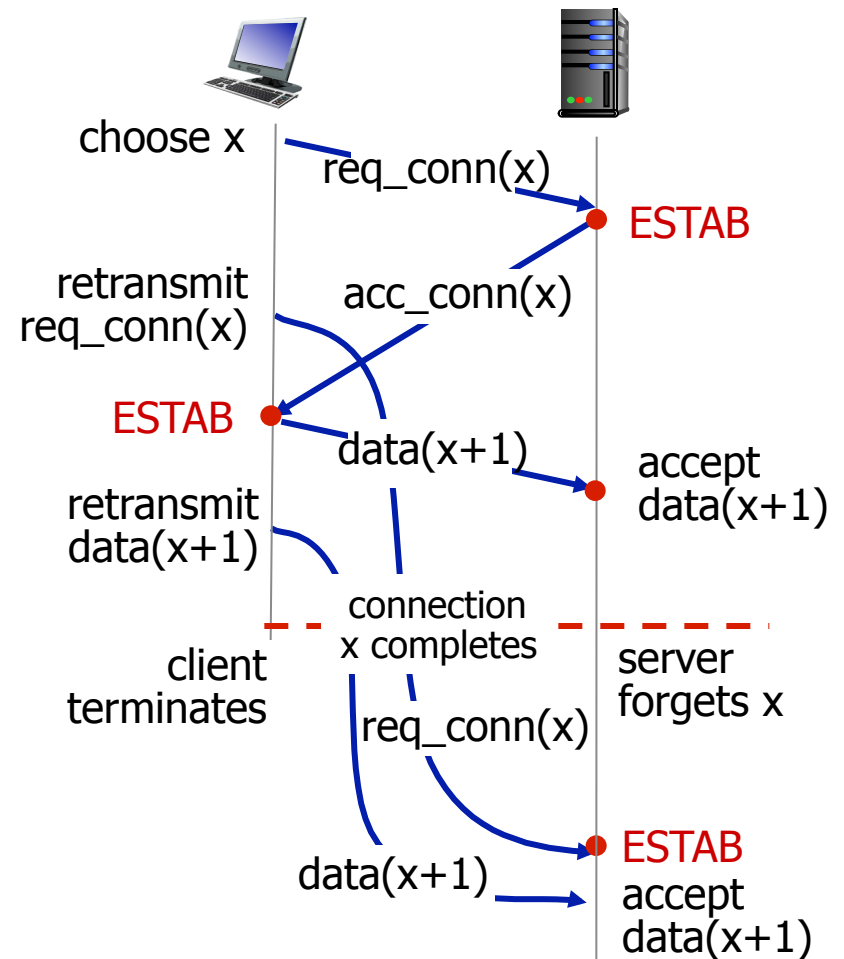 choose x
req_conn(x)
ESTAB
retransmit
req_conn(x)
acc_conn(x)
ESTAB
data(x+1)
accept
data(x+1)
retransmit
data(x+1)
connection
x completes
client
terminates
server
forgets x
req_conn(x)
ESTAB
data(x+1)
accept
data(x+1)